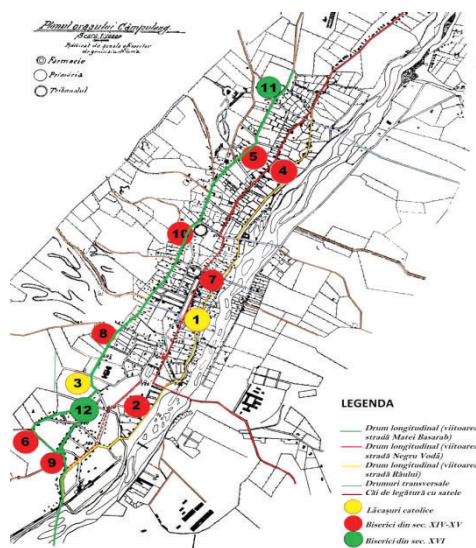 Planul orașului Câmpulung
Farmacie
Primăria
Tribunalul
11
5
4
10
7
1
8
3
12
2
6
9
LEGENDA
Drum longitudinal (viitoarea
stradă Matei Basarab)
Drum longitudinal (viitoarea
stradă Negru Vodă)
Drum longitudinal (viitoarea
stradă Râului)
Drumuri transversale
Căi de legătură cu satele
Lăcașuri catolice
Biserici din sec. XIV-XV
Biserici din sec. XVI